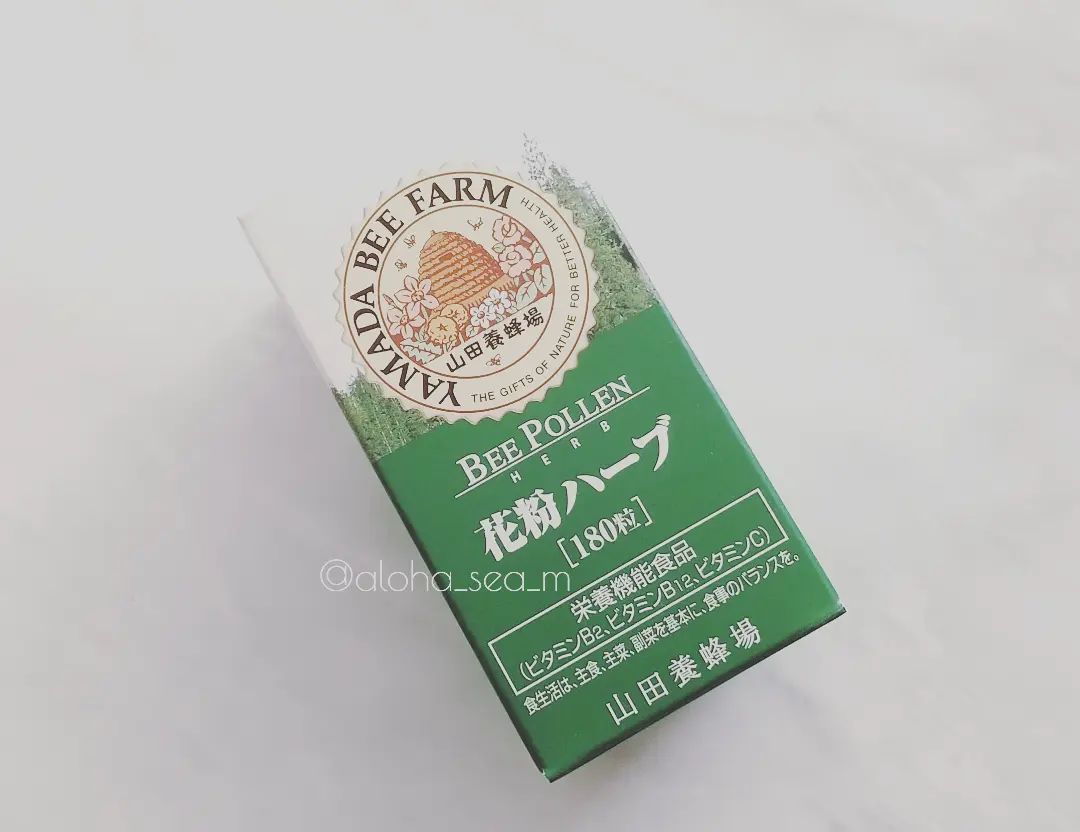 YAMADA BEE FARM
THE GIFTS OF NATURE FOR BETTER HEALTH
山田養蜂場
BEE POLLEN
HERB
花粉ハーブ
[180粒]
栄養機能食品
(ビタミンB2、ビタミンB12、ビタミンC)
食生活は、主食、主菜、副菜を基本に、食事のバランスを。
山田養蜂場
@aloha_sea_m